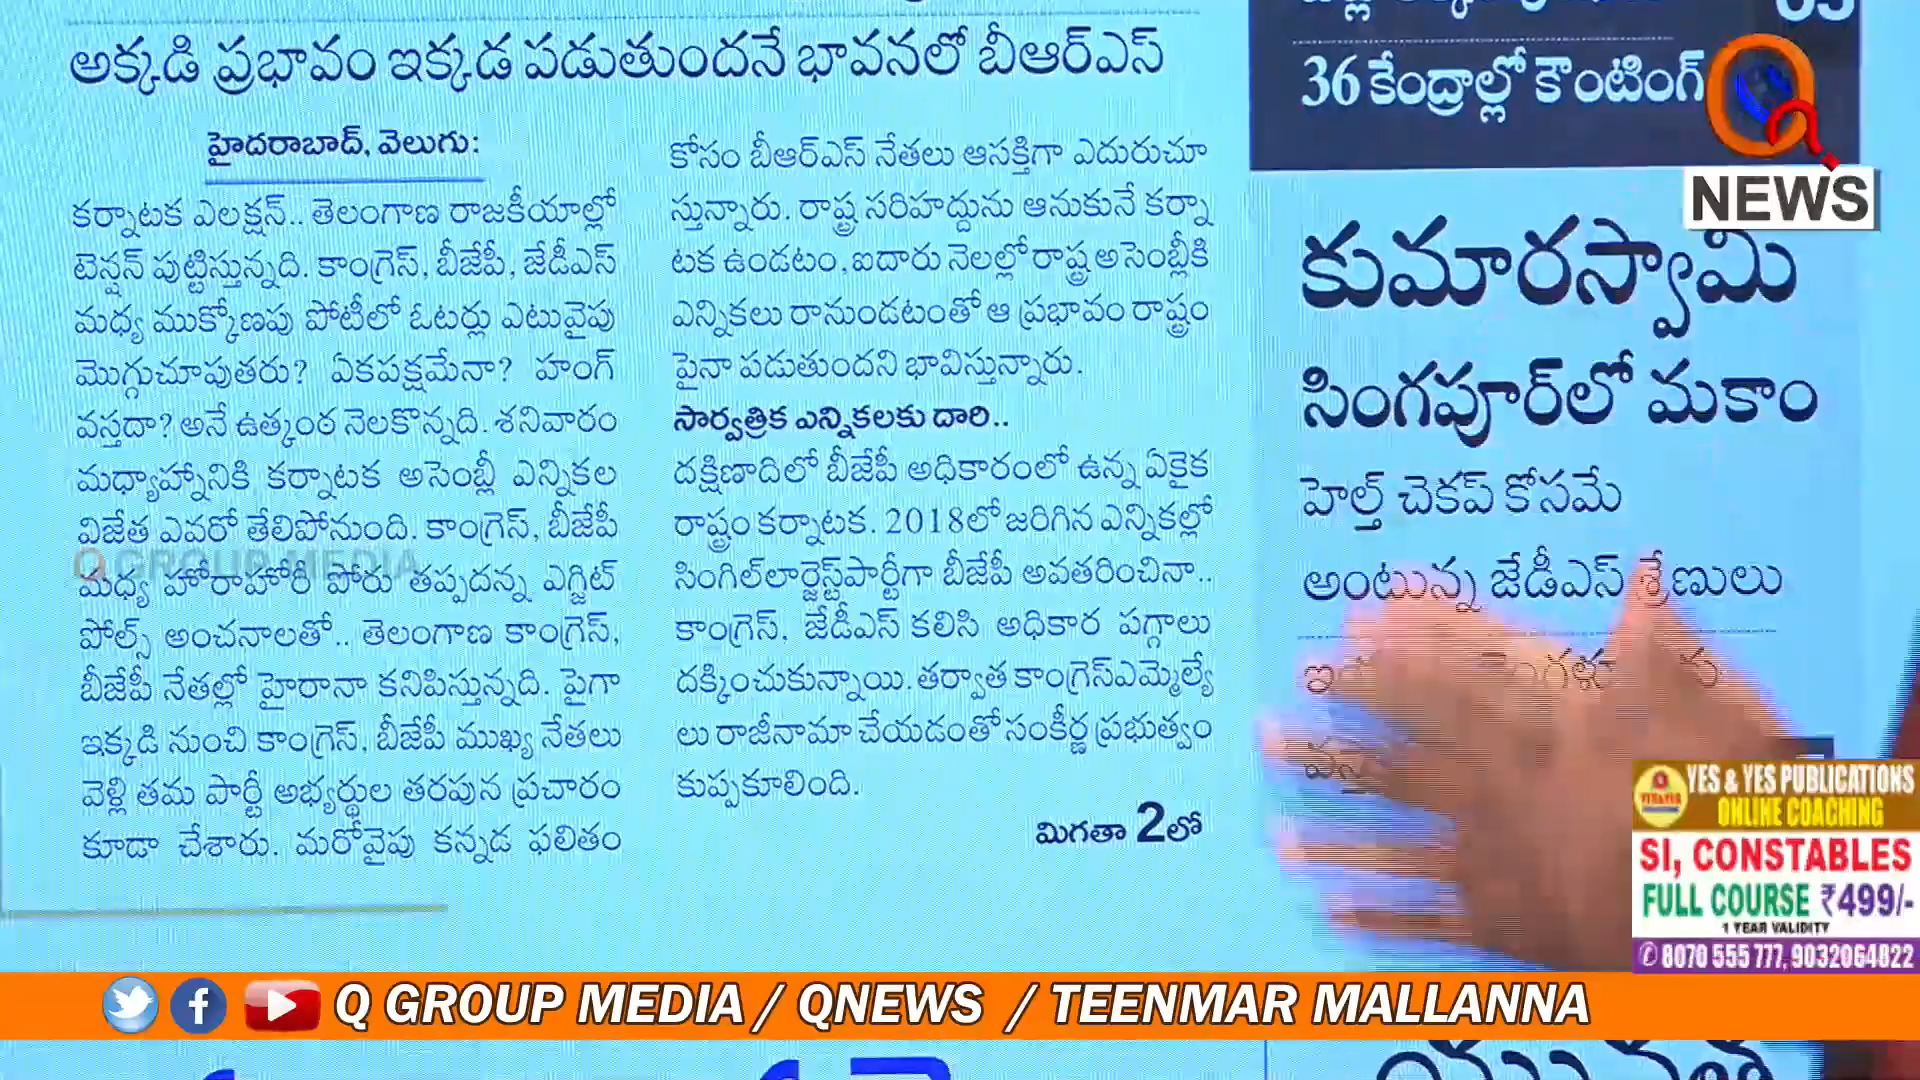 అక్కడి ప్రభావం ఇక్కడ పడుతుందనే భావనలో బీఆర్ఎస్
హైదరాబాద్, వెలుగు:
కర్నాటక ఎలక్షన్.. తెలంగాణ రాజకీయాల్లో
టెన్షన్ పుట్టిస్తున్నది. కాంగ్రెస్, బీజేపీ, జేడీఎస్
మధ్య ముక్కోణపు పోటీలో ఓటర్లు ఎటువైపు
మొగ్గుచూపుతరు? ఏకపక్షమేనా? హంగ్
వస్తదా? అనే ఉత్కంఠ నెలకొన్నది. శనివారం
మధ్యాహ్నానికి కర్నాటక అసెంబ్లీ ఎన్నికల
విజేత ఎవరో తేలిపోనుంది. కాంగ్రెస్, బీజేపీ
మధ్య హోరాహోరీ పోరు తప్పదన్న ఎగ్జిట్
పోల్స్ అంచనాలతో.. తెలంగాణ కాంగ్రెస్,
బీజేపీ నేతల్లో హైరానా కనిపిస్తున్నది. పైగా
ఇక్కడి నుంచి కాంగ్రెస్, బీజేపీ ముఖ్య నేతలు
వెళ్లి తమ పార్టీ అభ్యర్థుల తరపున ప్రచారం
కూడా చేశారు. మరోవైపు కన్నడ ఫలితం
కోసం బీఆర్ఎస్ నేతలు ఆసక్తిగా ఎదురుచూ
స్తున్నారు. రాష్ట్ర సరిహద్దును ఆనుకునే కర్నా
టక ఉండటం, ఐదారు నెలల్లో రాష్ట్ర అసెంబ్లీకి
ఎన్నికలు రానుండటంతో ఆ ప్రభావం రాష్ట్రం
పైనా పడుతుందని భావిస్తున్నారు.
సార్వత్రిక ఎన్నికలకు దారి..
దక్షిణాదిలో బీజేపీ అధికారంలో ఉన్న ఏకైక
రాష్ట్రం కర్నాటక. 2018లో జరిగిన ఎన్నికల్లో
సింగిల్ లార్జెస్ట్ పార్టీగా బీజేపీ అవతరించినా..
కాంగ్రెస్, జేడీఎస్ కలిసి అధికార పగ్గాలు
దక్కించుకున్నాయి. తర్వాత కాంగ్రెస్ ఎమ్మెల్యే
లు రాజీనామా చేయడంతో సంకీర్ణ ప్రభుత్వం
కుప్పకూలింది.
మిగతా 2లో
36 కేంద్రాల్లో కౌంటింగ్
Q
NEWS
కుమారస్వామి
సింగపూర్‌లో మకాం
హెల్త్ చెకప్ కోసమే
అంటున్న జేడీఎస్ శ్రేణులు
Q GROUP MEDIA
YES & YES PUBLICATIONS
ONLINE COACHING
SI, CONSTABLES
FULL COURSE ₹499/-
1 YEAR VALIDITY
8070 555 777, 9032064822
Q GROUP MEDIA / QNEWS / TEENMAR MALLANNA